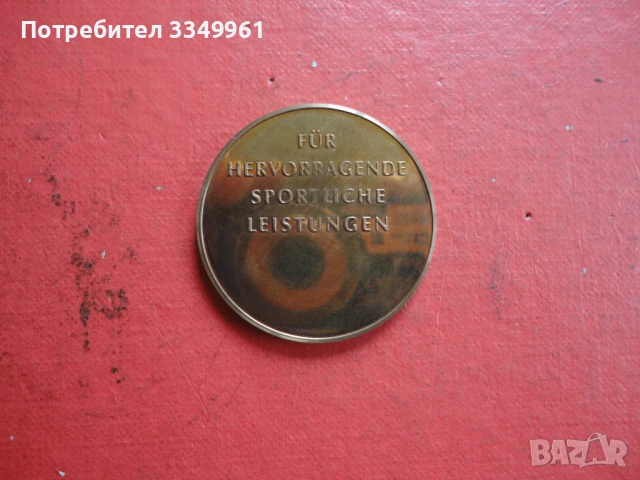 Потребител 3349961
FÜR
HERVORRAGENDE
SPORTLICHE
LEISTUNGEN
BAZAR